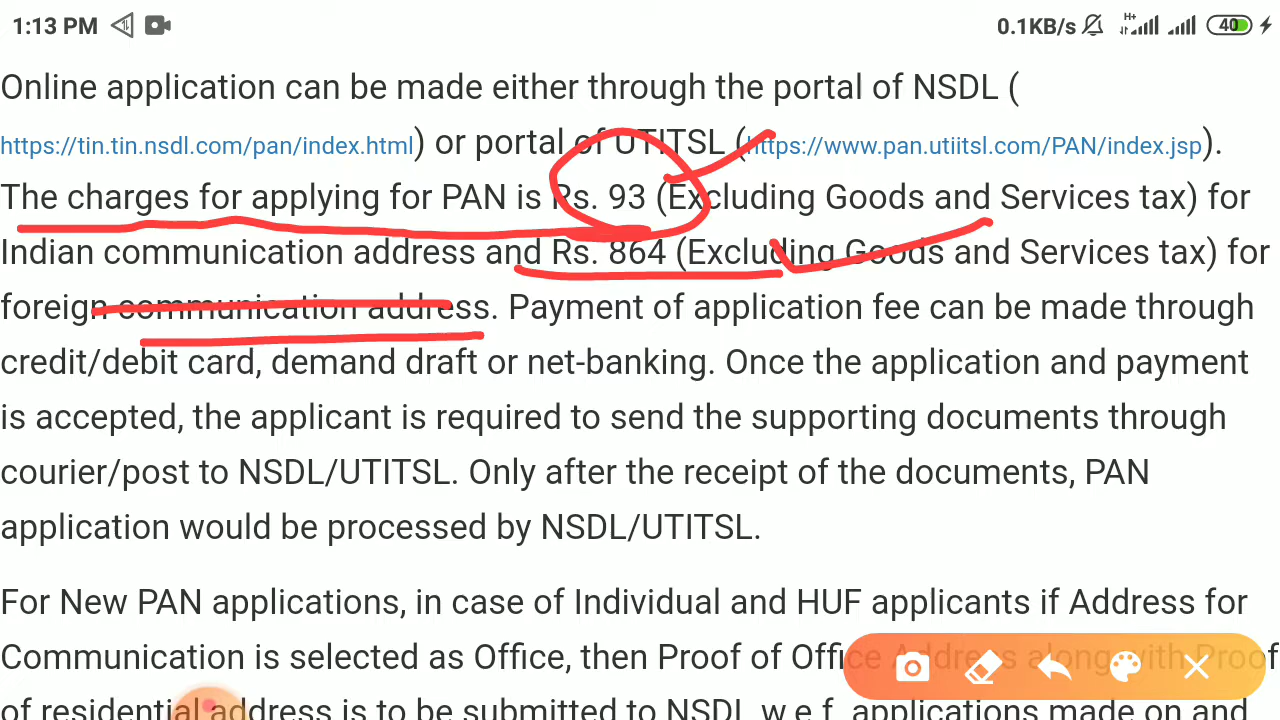 1:13 PM 0.1KB/s H+ 40
Online application can be made either through the portal of NSDL (
https://tin.tin.nsdl.com/pan/index.html) or portal of UTITSL (https://www.pan.utiitsl.com/PAN/index.jsp).
The charges for applying for PAN is Rs. 93 (Excluding Goods and Services tax) for
Indian communication address and Rs. 864 (Excluding Goods and Services tax) for
foreign communication address. Payment of application fee can be made through
credit/debit card, demand draft or net-banking. Once the application and payment
is accepted, the applicant is required to send the supporting documents through
courier/post to NSDL/UTITSL. Only after the receipt of the documents, PAN
application would be processed by NSDL/UTITSL.
For New PAN applications, in case of Individual and HUF applicants if Address for
Communication is selected as Office, then Proof of Office Address along with Proof
of residential address is to be submitted to NSDL w.e.f. applications made on and